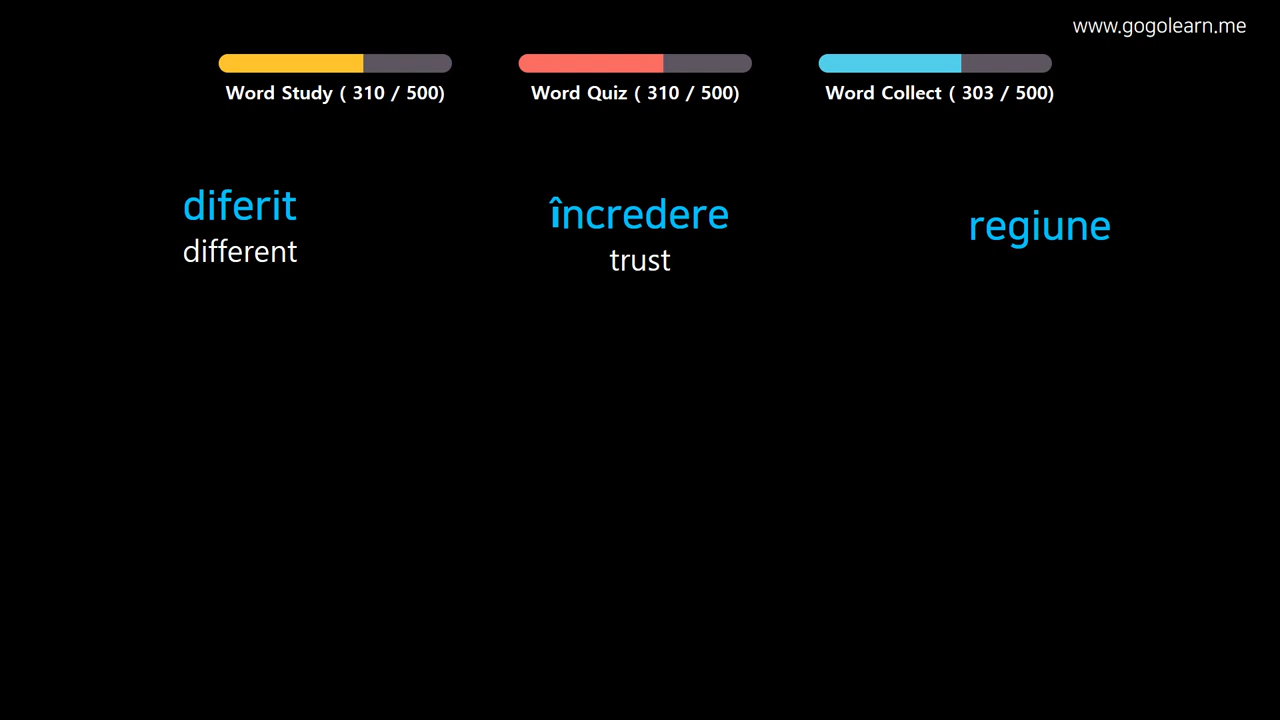 www.gogolearn.me
Word Study ( 310 / 500)
Word Quiz ( 310 / 500)
Word Collect ( 303 / 500)
diferit
different
încredere
trust
regiune